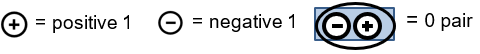 ⊕ = positive 1 ⊖ = negative 1 ⊖⊕ = 0 pair